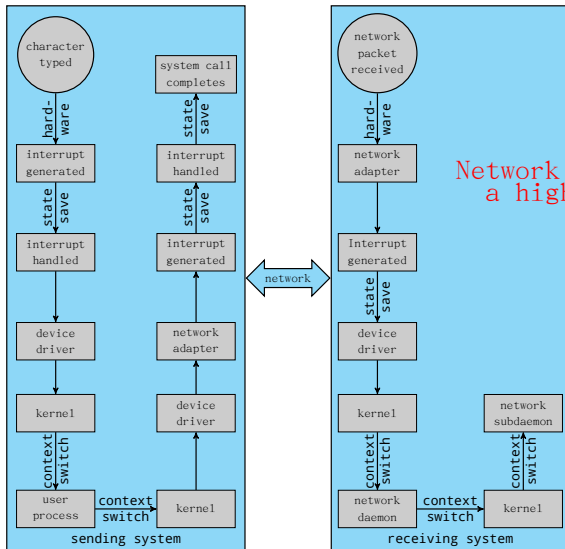 character
typed
hard-
ware
interrupt
generated
state
save
interrupt
handled
device
driver
kernel
context
switch
user
process
context
switch
kernel
device
driver
network
adapter
interrupt
generated
state
save
interrupt
handled
state
save
system call
completes
sending system
network
network
packet
received
hard-
ware
network
adapter
Interrupt
generated
state
save
device
driver
kernel
context
switch
network
daemon
context
switch
kernel
context
switch
network
subdaemon
receiving system
Network
a high